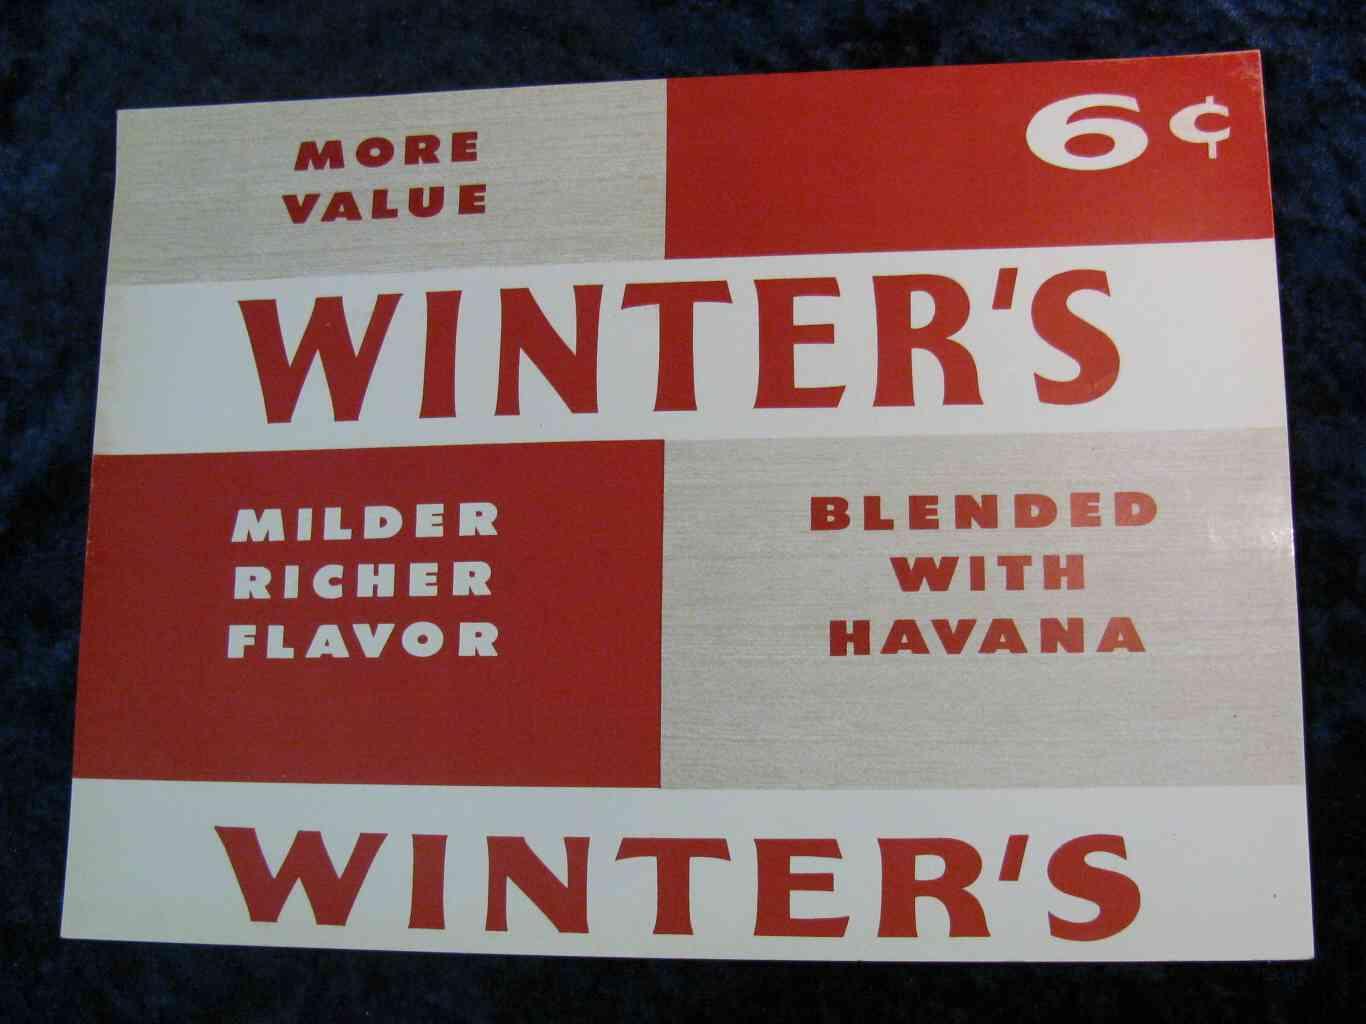 MORE
VALUE
6¢
WINTER'S
MILDER
RICHER
FLAVOR
BLENDED
WITH
HAVANA
WINTER'S